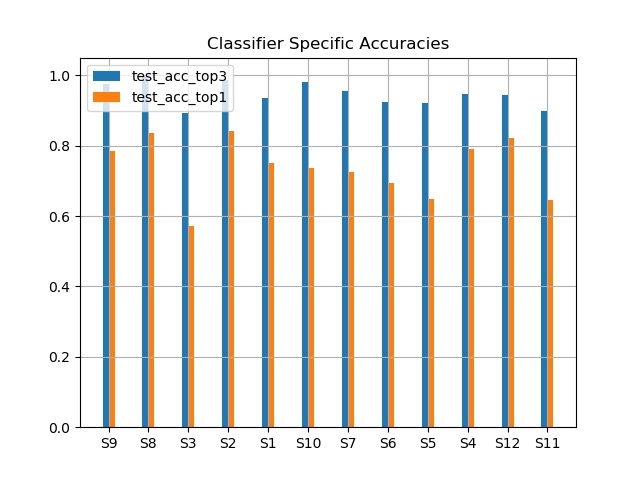 Classifier Specific Accuracies
test_acc_top3
test_acc_top1
1.0
0.8
0.6
0.4
0.2
0.0
S9 S8 S3 S2 S1 S10 S7 S6 S5 S4 S12 S11